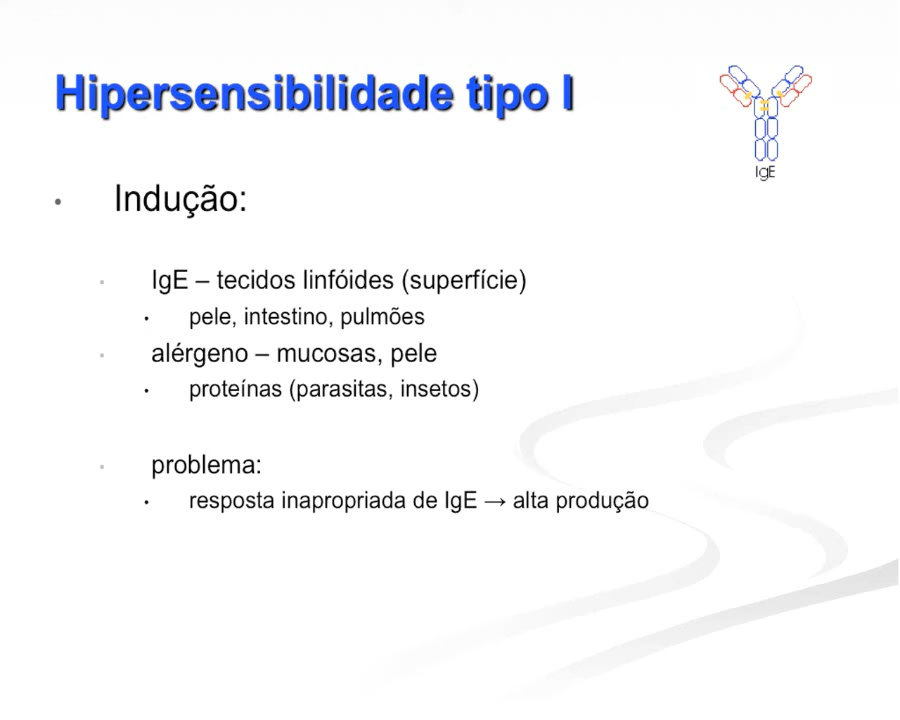 Hipersensibilidade tipo I
IgE
• Indução:
• IgE – tecidos linfóides (superfície)
• pele, intestino, pulmões
• alérgeno – mucosas, pele
• proteínas (parasitas, insetos)
• problema:
• resposta inapropriada de IgE → alta produção